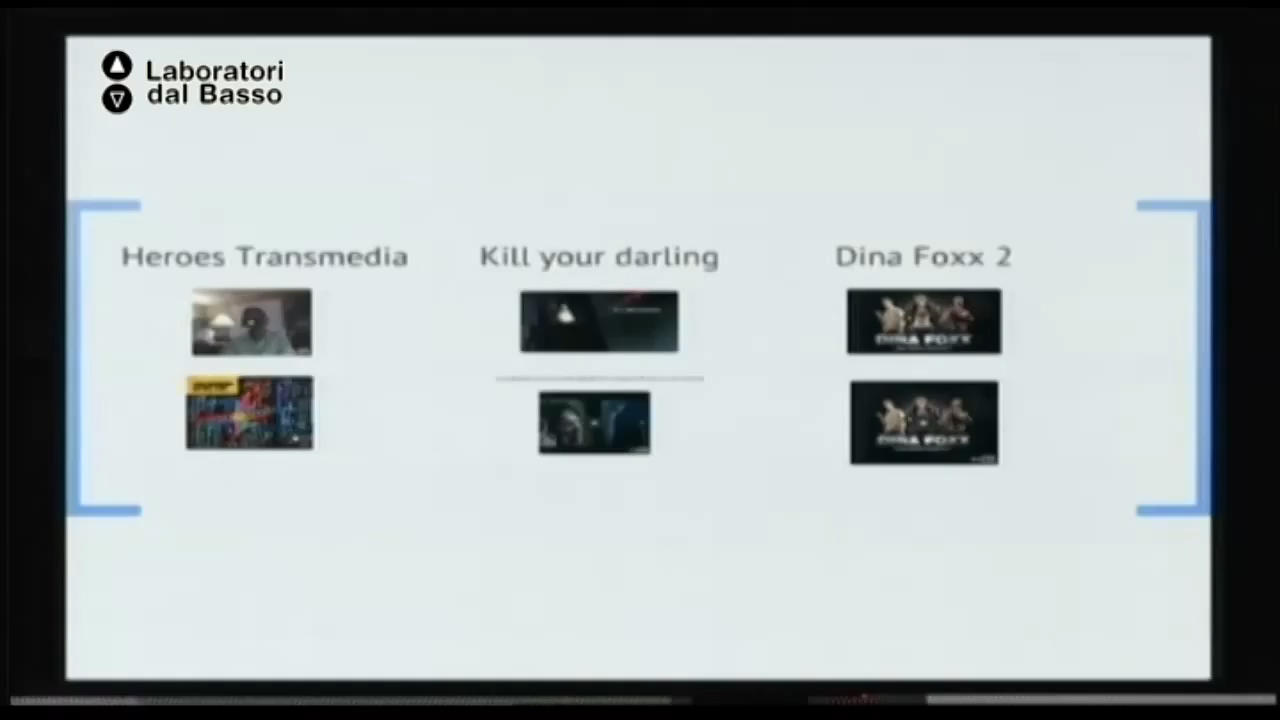 Laboratori
dal Basso
Heroes Transmedia
Kill your darling
Dina Foxx 2
DINA FOXX
DINA FOXX